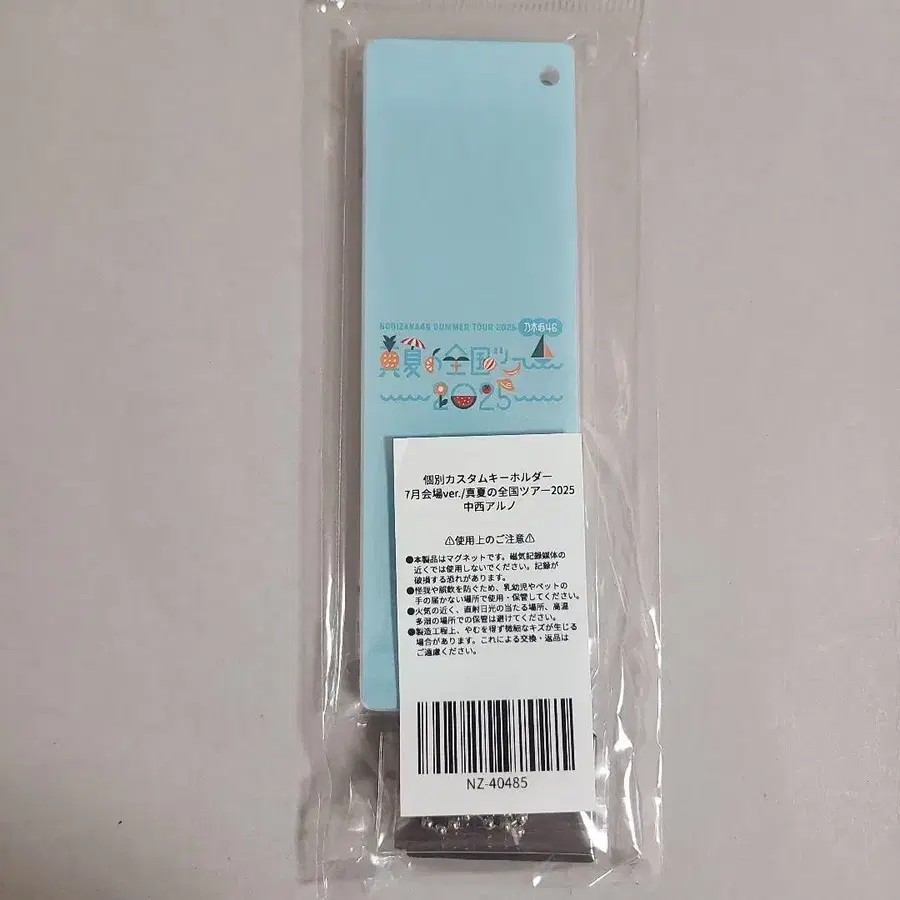 NOGIZAKA46 SUMMER TOUR 2025 乃木坂46
真夏の全国ツアー
2025
個別カスタムキーホルダー
7月会場ver./真夏の全国ツアー2025
中西アルノ
⚠使用上のご注意⚠
●本製品はマグネットです。磁気記録媒体の
近くでは使用しないでください。記録が
破損する恐れがあります。
●怪我や誤飲を防ぐため、乳幼児やペットの
手の届かない場所で使用・保管してください。
●火気の近く、直射日光の当たる場所、高温
多湿の場所での保管は避けてください。
●製造工程上、やむを得ず微細なキズが生じる
場合があります。これによる交換・返品は
ご遠慮ください。
NZ-40485